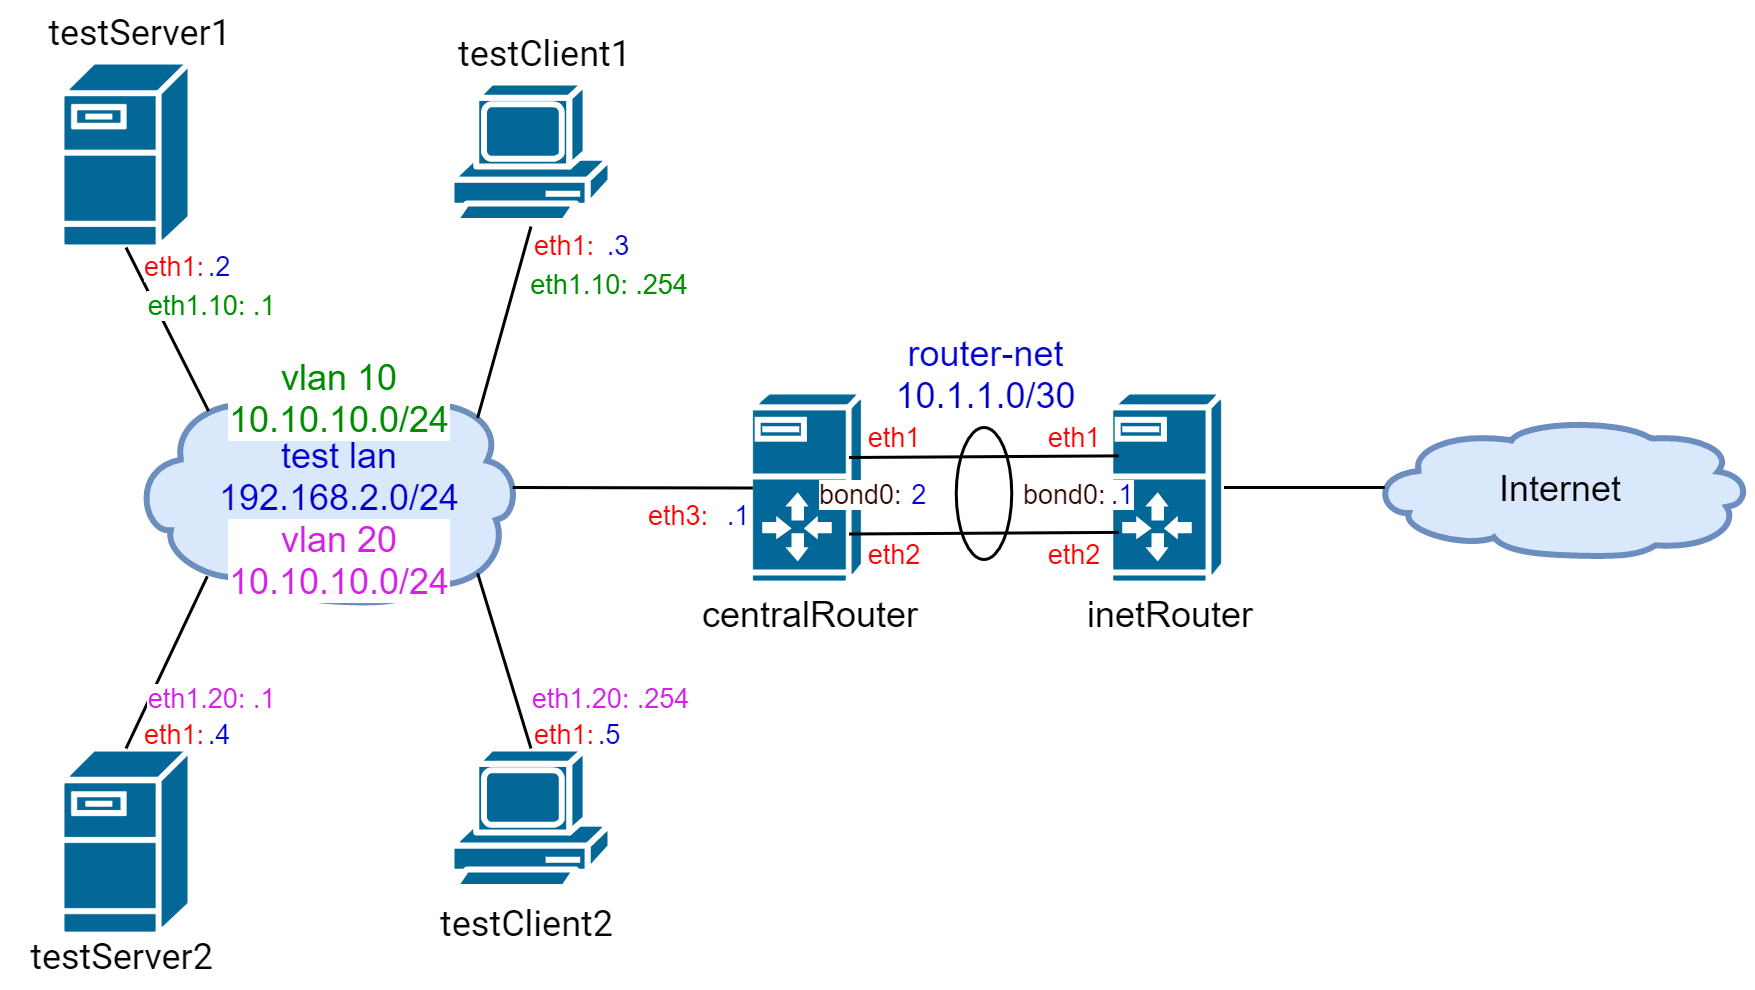 testServer1
testClient1
eth1: .2
eth1.10: .1
eth1: .3
eth1.10: .254
vlan 10
10.10.10.0/24
test lan
192.168.2.0/24
vlan 20
10.10.10.0/24
router-net
10.1.1.0/30
eth1
eth1
bond0: 2
bond0: .1
eth3: .1
eth2
eth2
centralRouter
inetRouter
Internet
eth1.20: .1
eth1: .4
eth1.20: .254
eth1: .5
testServer2
testClient2